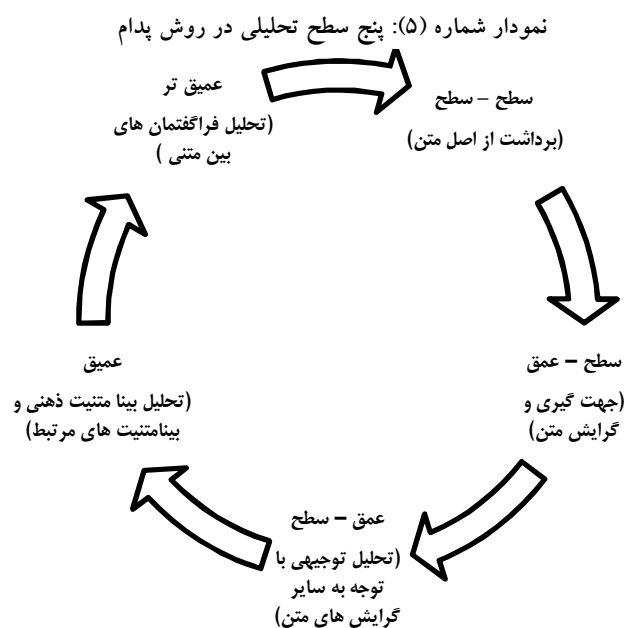 نمودار شماره (۵): پنج سطح تحلیلی در روش پدام
سطح – سطح
(برداشت از اصل متن)
سطح – عمق
(جهت گیری و
گرایش متن)
عمق – سطح
(تحلیل توجیهی با
توجه به سایر
گرایش های متن)
عمیق
(تحلیل بینا متنیت ذهنی و
بینامتنیت های مرتبط)
عمیق تر
(تحلیل فراگفتمان های
بین متنی )